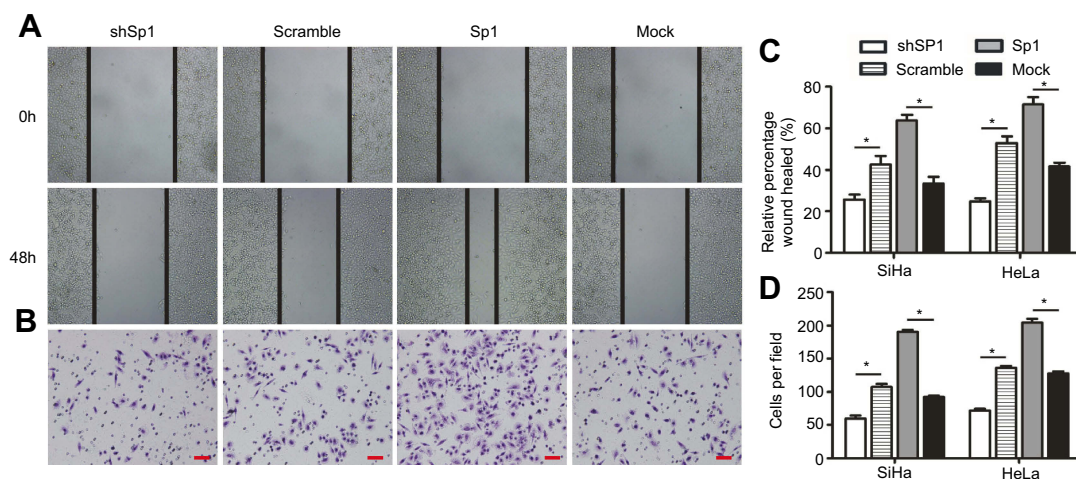 A
shSp1
Scramble
Sp1
Mock
0h
48h
B
C
shSP1
Sp1
Scramble
Mock
Relative percentage
wound healed (%)
80
60
40
20
0
*
*
*
*
SiHa
HeLa
D
Cells per field
250
200
150
100
50
0
*
*
*
*
SiHa
HeLa